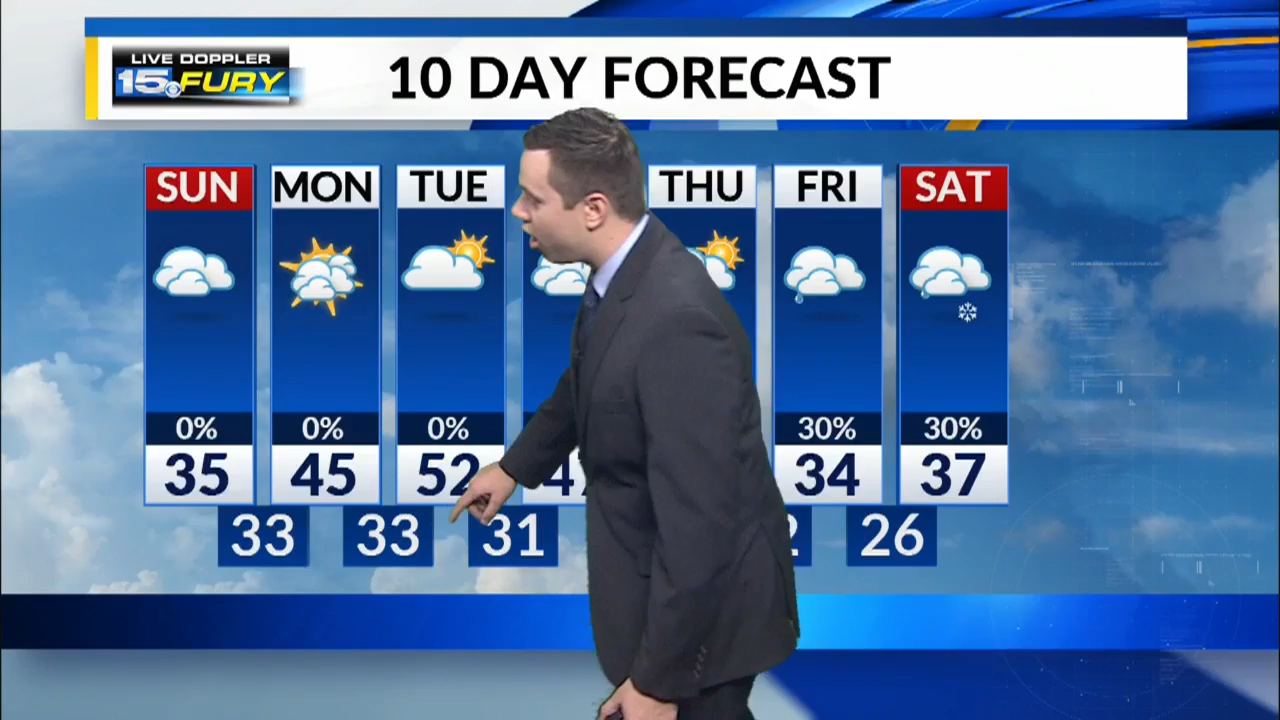 LIVE DOPPLER
15 FURY
10 DAY FORECAST
SUN MON TUE THU FRI SAT
0% 0% 0% 30% 30%
35 45 52 34 37
33 33 31 26